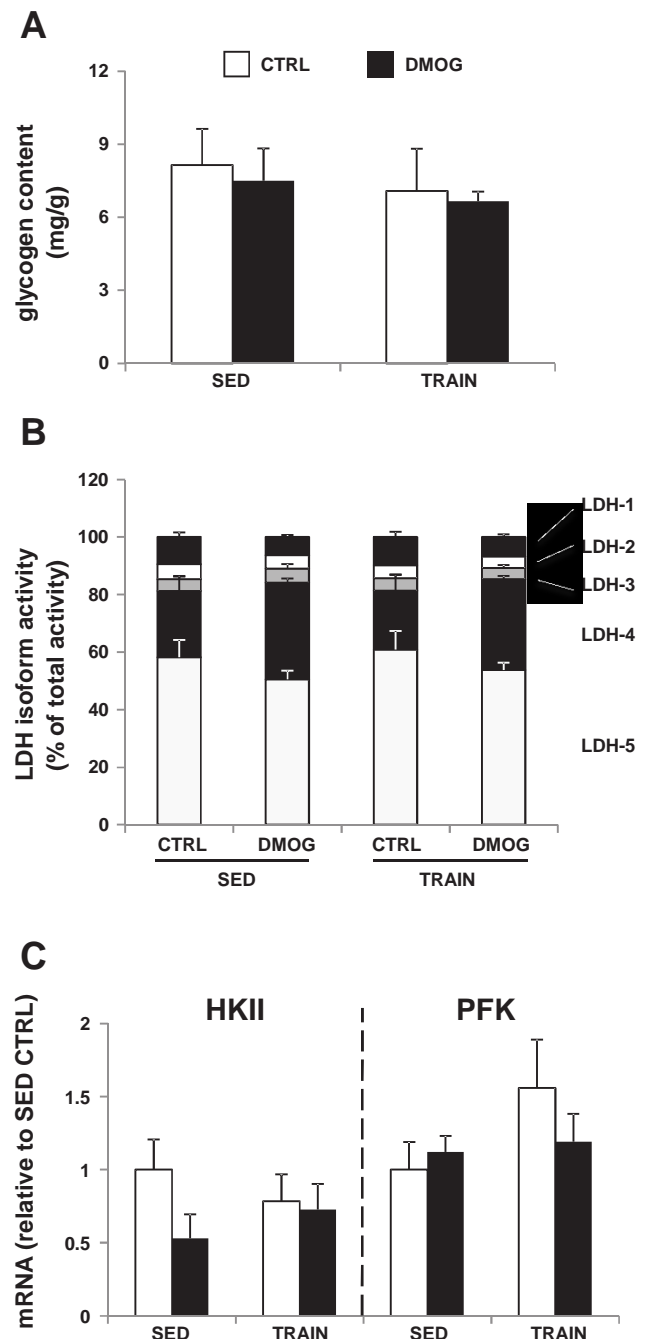 A
CTRL DMOG
12
9
6
3
0
glycogen content
(mg/g)
SED TRAIN
B
120
100
80
60
40
20
0
LDH isoform activity
(% of total activity)
LDH-1
LDH-2
LDH-3
LDH-4
LDH-5
CTRL DMOG CTRL DMOG
SED TRAIN
C
HKII PFK
2
1.5
1
0.5
0
mRNA (relative to SED CTRL)
SED TRAIN SED TRAIN